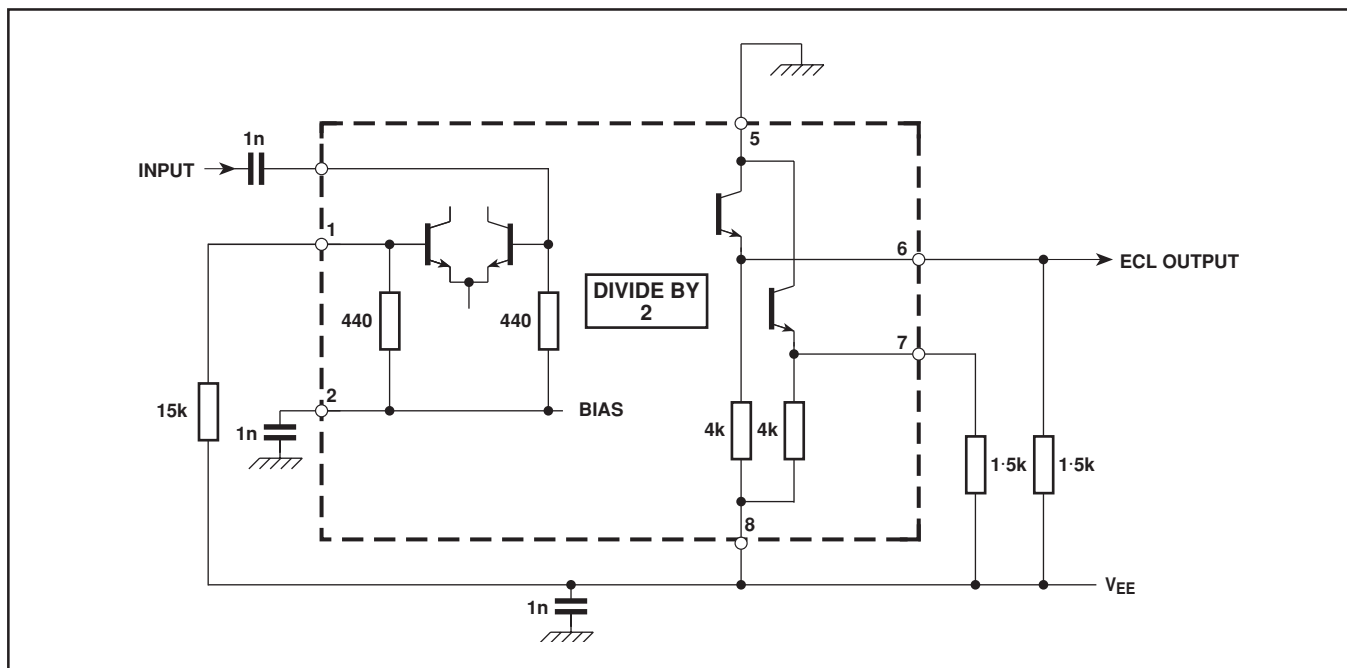 5
1n
INPUT
1
6
ECL OUTPUT
DIVIDE BY
2
440
440
7
15k
2
BIAS
1n
4k
4k
1·5k
1·5k
8
VEE
1n